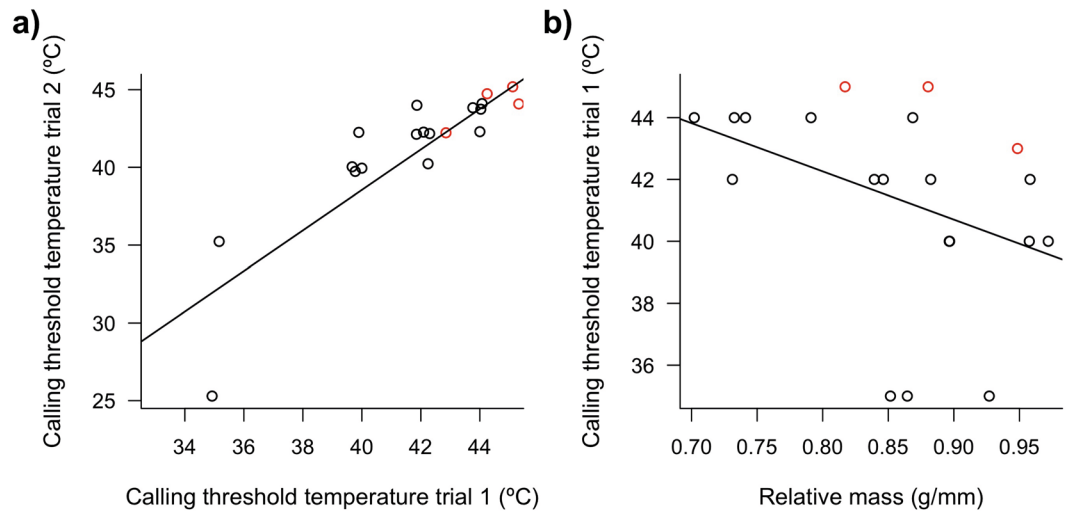 a)
Calling threshold temperature trial 2 (ºC)
45
40
35
30
25
34 36 38 40 42 44
Calling threshold temperature trial 1 (ºC)
b)
Calling threshold temperature trial 1 (ºC)
44
42
40
38
36
0.70 0.75 0.80 0.85 0.90 0.95
Relative mass (g/mm)